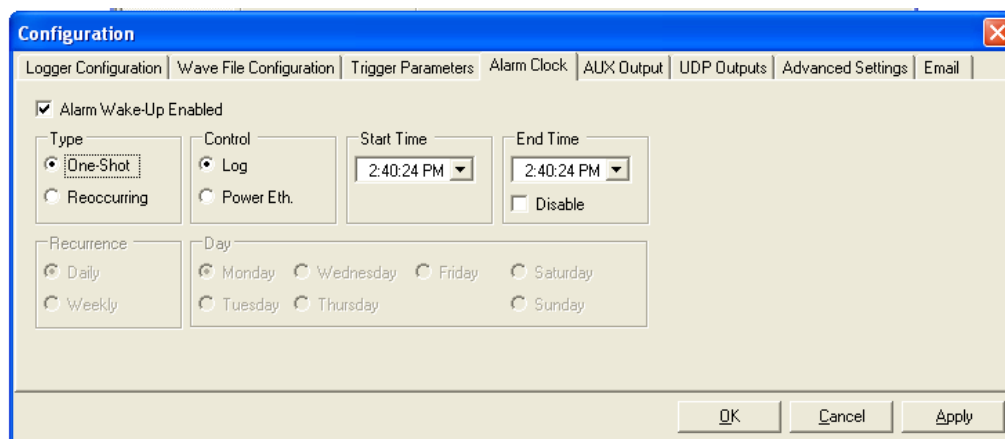 Configuration
Logger Configuration Wave File Configuration Trigger Parameters Alarm Clock AUX Output UDP Outputs Advanced Settings Email
Alarm Wake-Up Enabled
Type Control Start Time End Time
One-Shot Log 2:40:24 PM 2:40:24 PM
Reoccurring Power Eth. Disable
Recurrence Day
Daily Monday Wednesday Friday Saturday
Weekly Tuesday Thursday Sunday
OK Cancel Apply